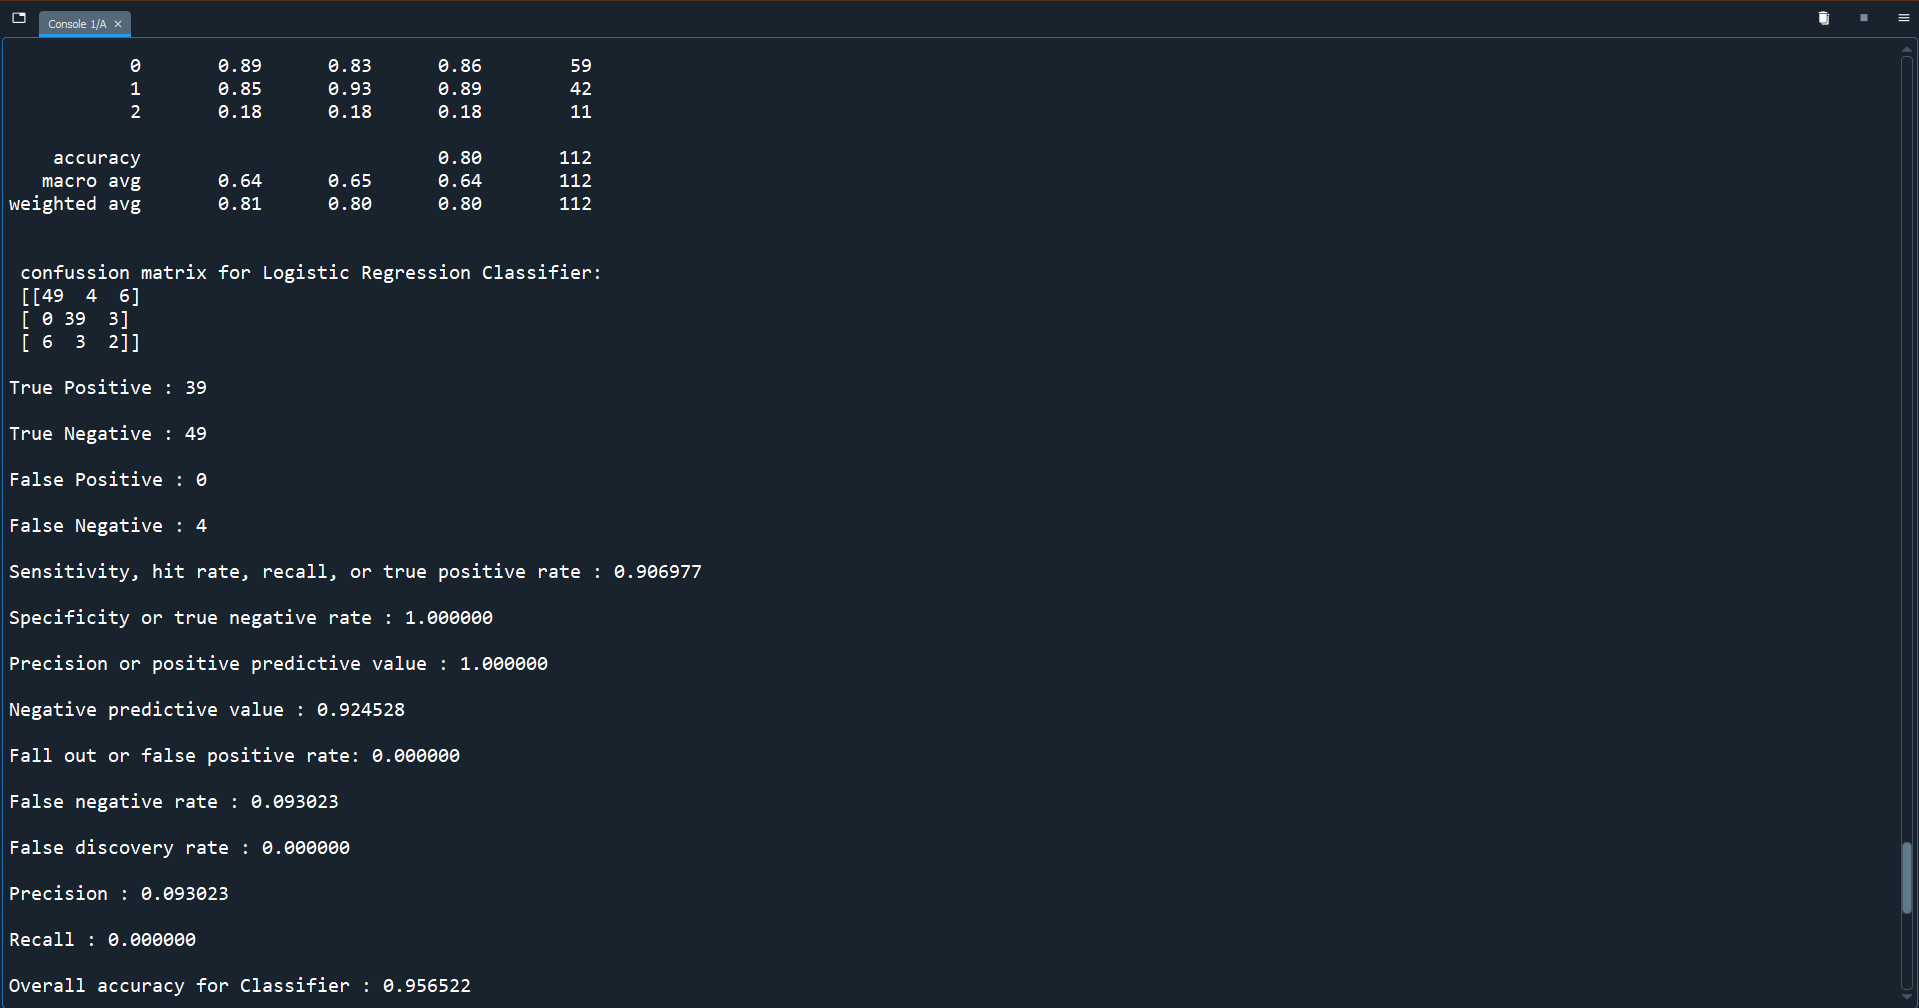 Console 1/A
0 0.89 0.83 0.86 59
1 0.85 0.93 0.89 42
2 0.18 0.18 0.18 11
accuracy 0.80 112
macro avg 0.64 0.65 0.64 112
weighted avg 0.81 0.80 0.80 112
confussion matrix for Logistic Regression Classifier:
[[49 4 6]
[ 0 39 3]
[ 6 3 2]]
True Positive : 39
True Negative : 49
False Positive : 0
False Negative : 4
Sensitivity, hit rate, recall, or true positive rate : 0.906977
Specificity or true negative rate : 1.000000
Precision or positive predictive value : 1.000000
Negative predictive value : 0.924528
Fall out or false positive rate: 0.000000
False negative rate : 0.093023
False discovery rate : 0.000000
Precision : 0.093023
Recall : 0.000000
Overall accuracy for Classifier : 0.956522